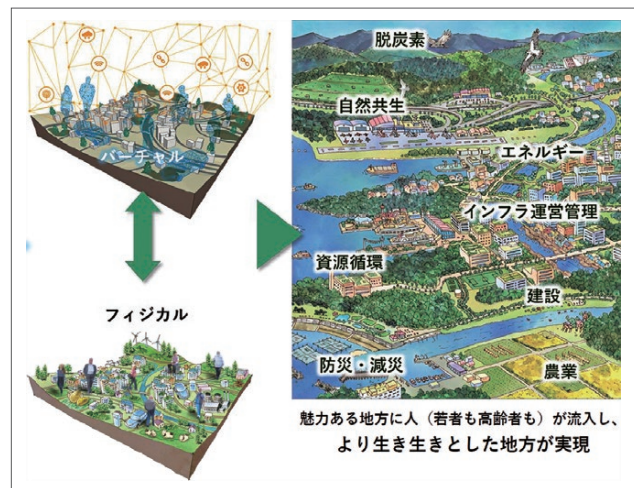 バーチャル
フィジカル
脱炭素
自然共生
エネルギー
インフラ運営管理
資源循環
建設
防災・減災
農業
魅力ある地方に人（若者も高齢者も）が流入し、
より生き生きとした地方が実現